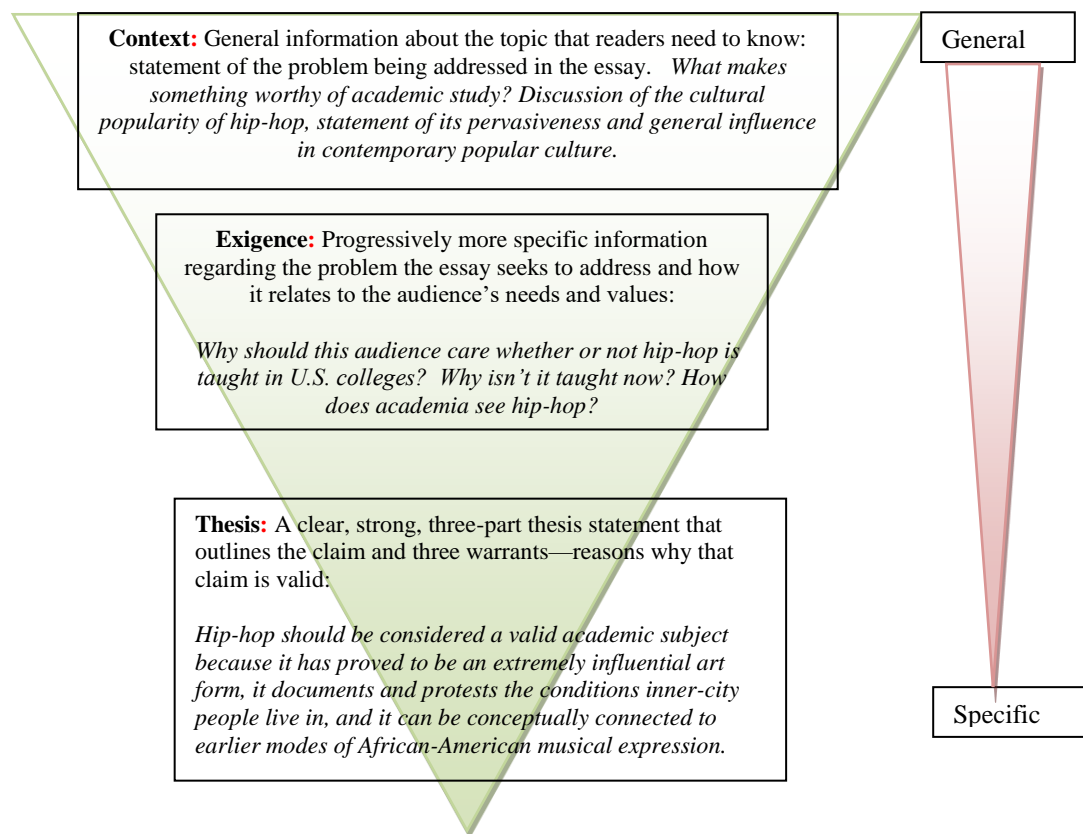 Context: General information about the topic that readers need to know:
statement of the problem being addressed in the essay. What makes
something worthy of academic study? Discussion of the cultural
popularity of hip-hop, statement of its pervasiveness and general influence
in contemporary popular culture.
General
Exigence: Progressively more specific information
regarding the problem the essay seeks to address and how
it relates to the audience’s needs and values:
Why should this audience care whether or not hip-hop is
taught in U.S. colleges? Why isn’t it taught now? How
does academia see hip-hop?
Thesis: A clear, strong, three-part thesis statement that
outlines the claim and three warrants—reasons why that
claim is valid:
Hip-hop should be considered a valid academic subject
because it has proved to be an extremely influential art
form, it documents and protests the conditions inner-city
people live in, and it can be conceptually connected to
earlier modes of African-American musical expression.
Specific